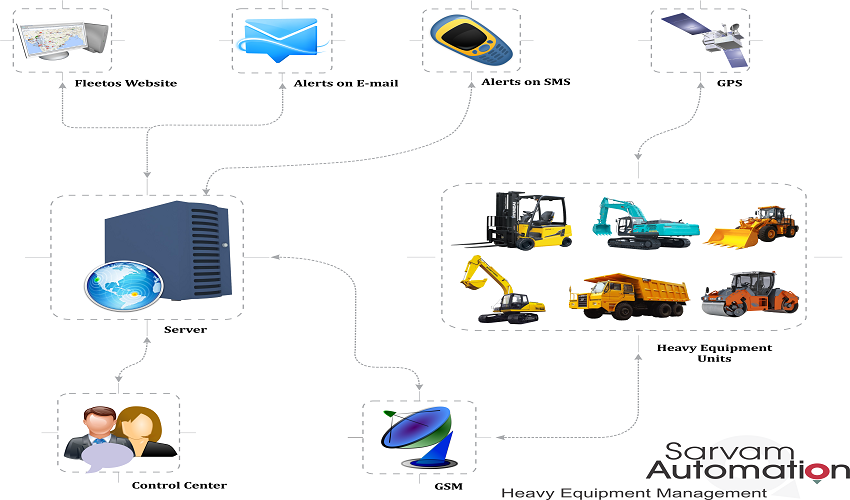 Fleetos Website
Alerts on E-mail
Alerts on SMS
GPS
Server
Heavy Equipment
Units
Control Center
GSM
Sarvam
Automation
Heavy Equipment Management